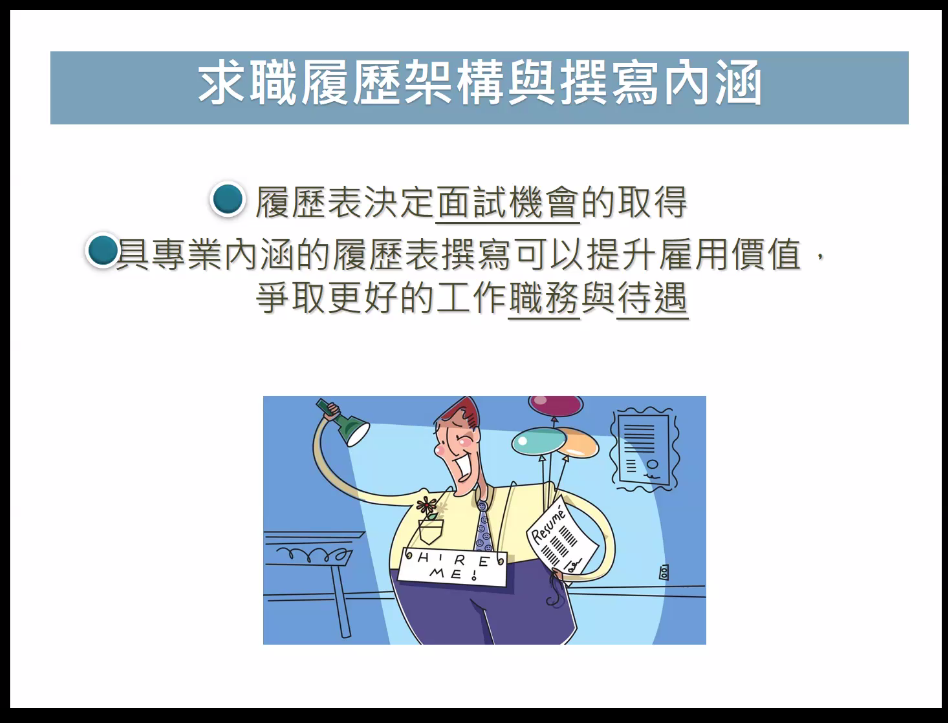 求職履歷架構與撰寫內涵
履歷表決定面試機會的取得
具專業內涵的履歷表撰寫可以提升雇用價值，
爭取更好的工作職務與待遇
Resumé
HIRE
ME!